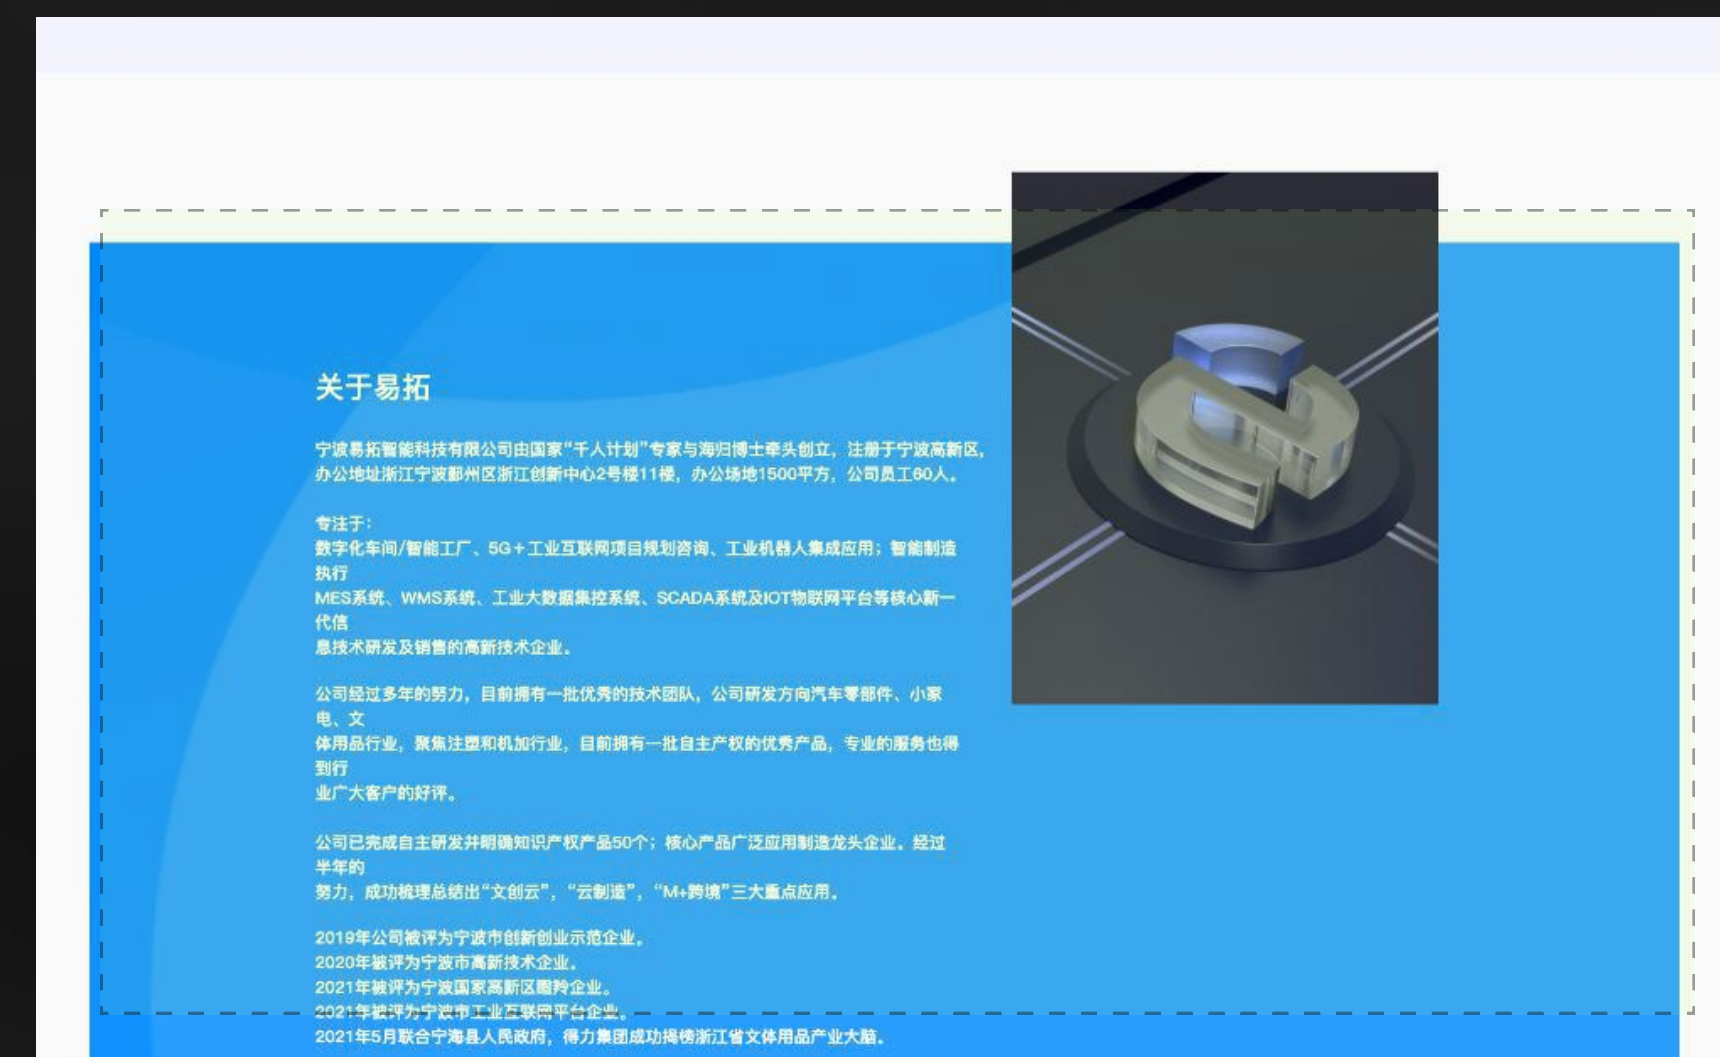 关于易拓
宁波易拓智能科技有限公司由国家“千人计划”专家与海归博士牵头创立，注册于宁波高新区，
办公地址浙江宁波鄞州区浙江创新中心2号楼11楼，办公场地1500平方，公司员工60人。
专注于：
数字化车间/智能工厂、5G+工业互联网项目规划咨询、工业机器人集成应用；智能制造
执行
MES系统、WMS系统、工业大数据集控系统、SCADA系统及IOT物联网平台等核心新一
代信
息技术研发及销售的高新技术企业。
公司经过多年的努力，目前拥有一批优秀的技术团队，公司研发方向汽车零部件、小家
电、文
体用品行业，聚焦注塑和机加行业，目前拥有一批自主产权的优秀产品，专业的服务也得
到行
业广大客户的好评。
公司已完成自主研发并明确知识产权产品50个；核心产品广泛应用制造龙头企业。经过
半年的
努力，成功梳理总结出“文创云”，“云制造”，“M+跨境”三大重点应用。
2019年公司被评为宁波市创新创业示范企业。
2020年被评为宁波市高新技术企业。
2021年被评为宁波国家高新区瞪羚企业。
2021年被评为宁波市工业互联网平台企业。
2021年5月联合宁海县人民政府，得力集团成功揭榜浙江省文体用品产业大脑。